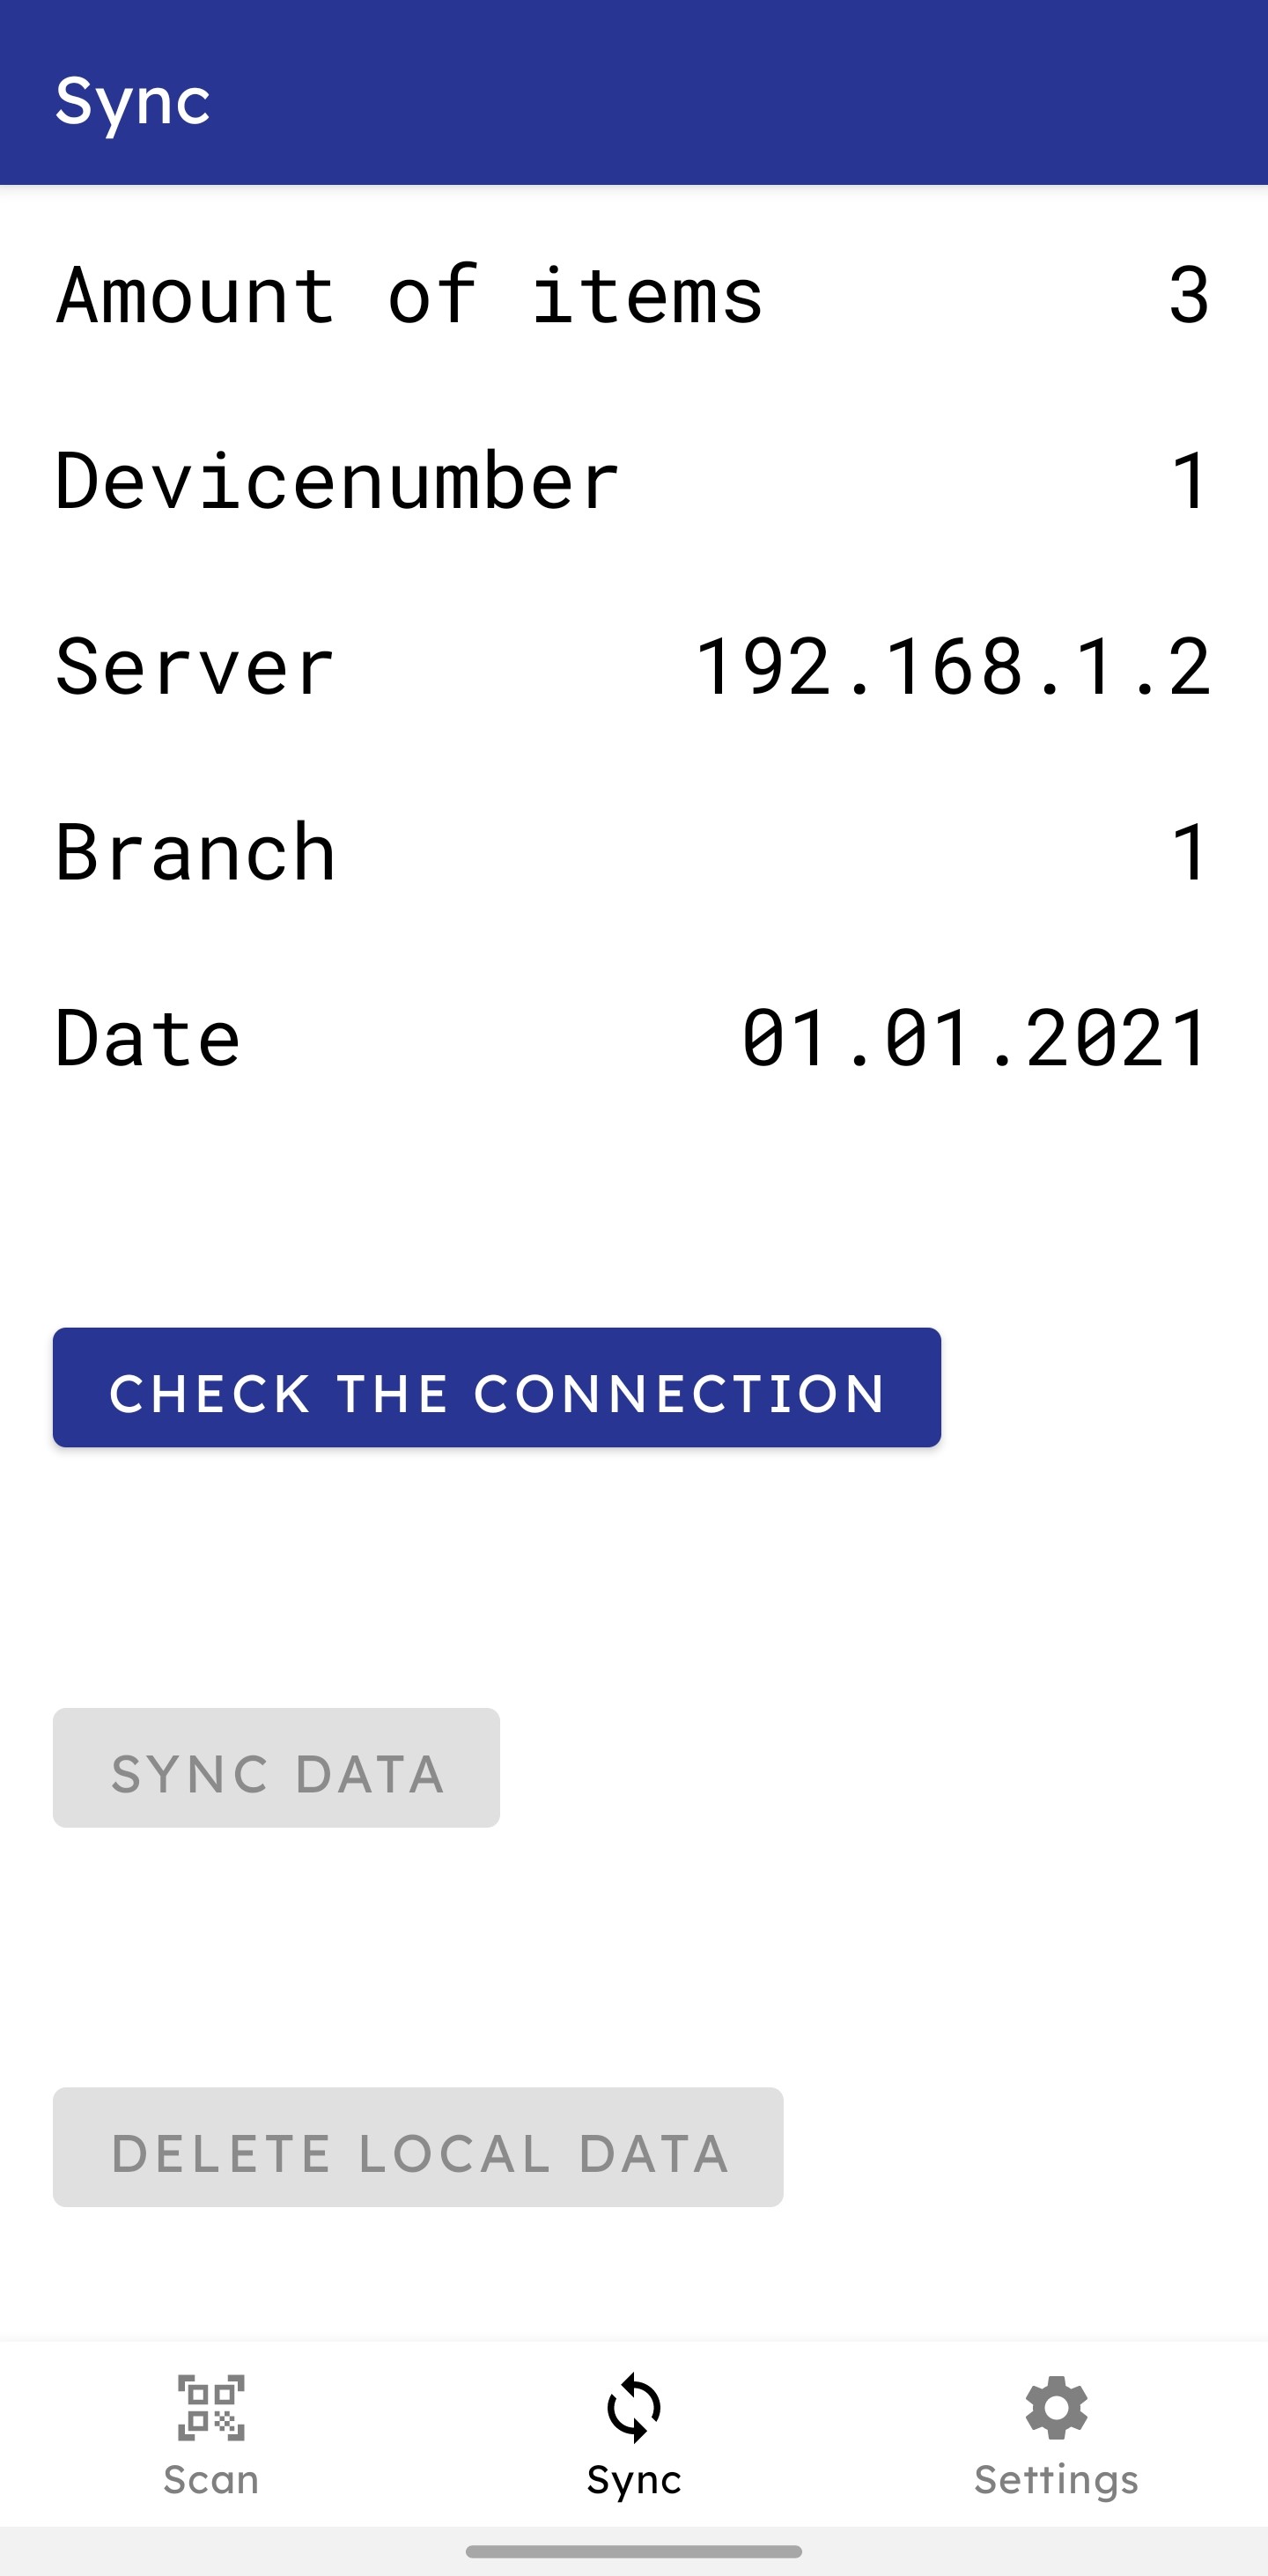 Sync
Amount of items 3
Devicenumber 1
Server 192.168.1.2
Branch 1
Date 01.01.2021
CHECK THE CONNECTION
SYNC DATA
DELETE LOCAL DATA
Scan Sync Settings